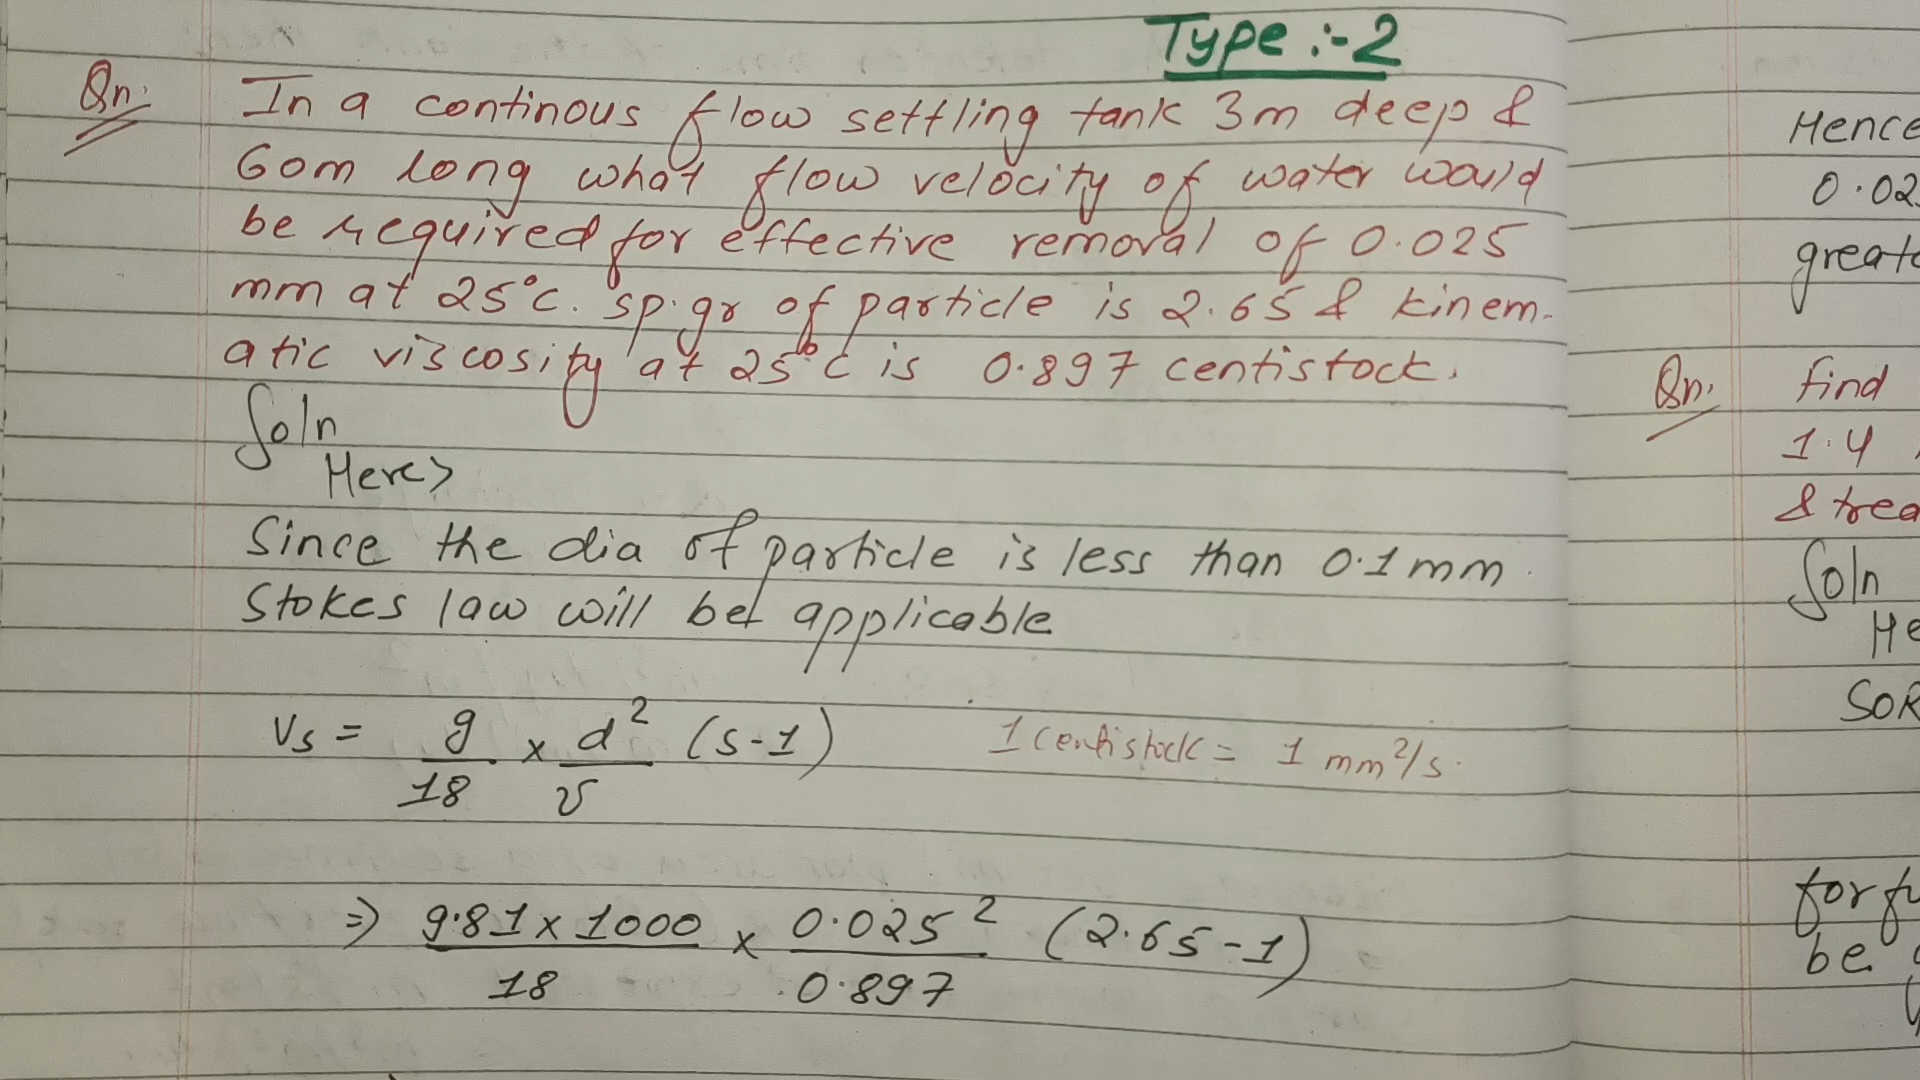 Type :- 2
Qn. In a continous flow settling tank 3m deep &
60m long what flow velocity of water would
be required for effective removal of 0.025
mm at 25°c. sp.gr of particle is 2.65 & kinem-
atic viscosity at 25°c is 0.897 centistock.
Soln
Here>
Since the dia of particle is less than 0.1mm
Stokes law will be applicable
Vs = g/18 x d²/ν (s-1) 1 centistock = 1 mm²/s.
=> 9.81 x 1000/18 x 0.025²/0.897 (2.65-1)
Hence
0.02
great
Qn. find
1.4
& trea
Soln
He
SOR
for fu
be